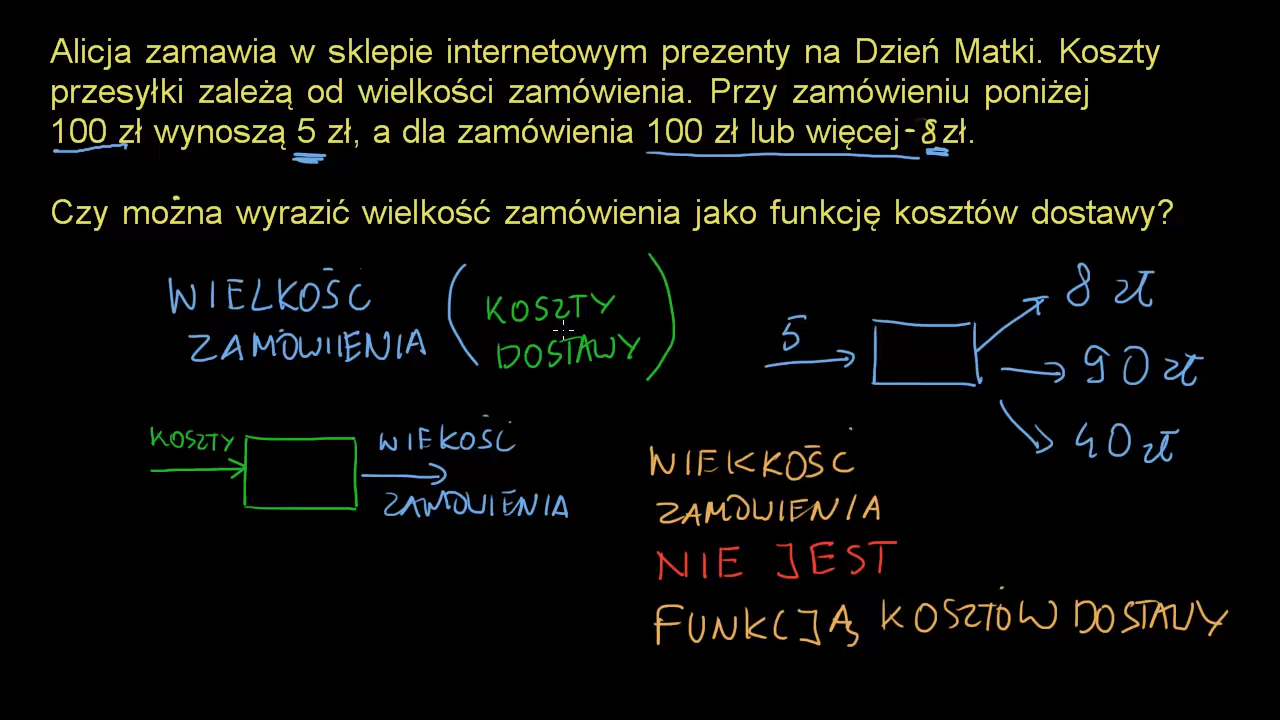 Alicja zamawia w sklepie internetowym prezenty na Dzień Matki. Koszty
przesyłki zależą od wielkości zamówienia. Przy zamówieniu poniżej
100 zł wynoszą 5 zł, a dla zamówienia 100 zł lub więcej - 8 zł.
Czy można wyrazić wielkość zamówienia jako funkcję kosztów dostawy?
WIELKOŚĆ
ZAMÓWIIENIA
( KOSZTY
DOSTAWY )
5
8 zł
90 zł
40 zł
KOSZTY
WIEKOŚĆ
ZAMOWIENIA
WIEKKOŚĆ
ZAMOWIENIA
NIE JEST
FUNKCJĄ KOSZTÓW DOSTAWY